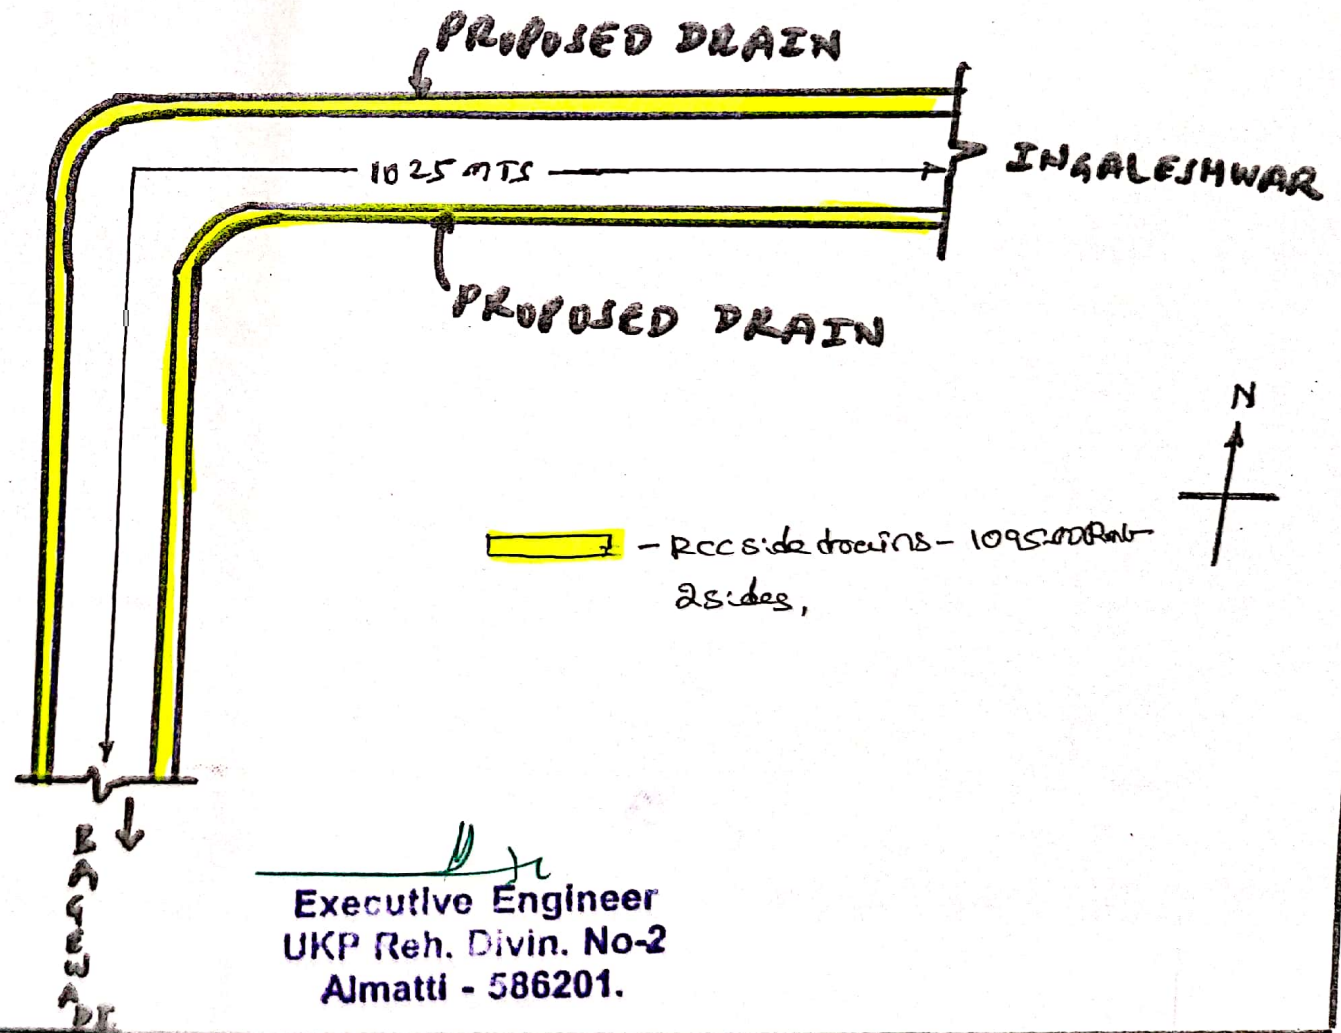 PROPOSED DRAIN
1025 MTS
INGALESHWAR
PROPOSED DRAIN
N
- RCC side drains -
2 sides,
BAGEWADI
Executive Engineer
UKP Reh. Divin. No-2
Almatti - 586201.